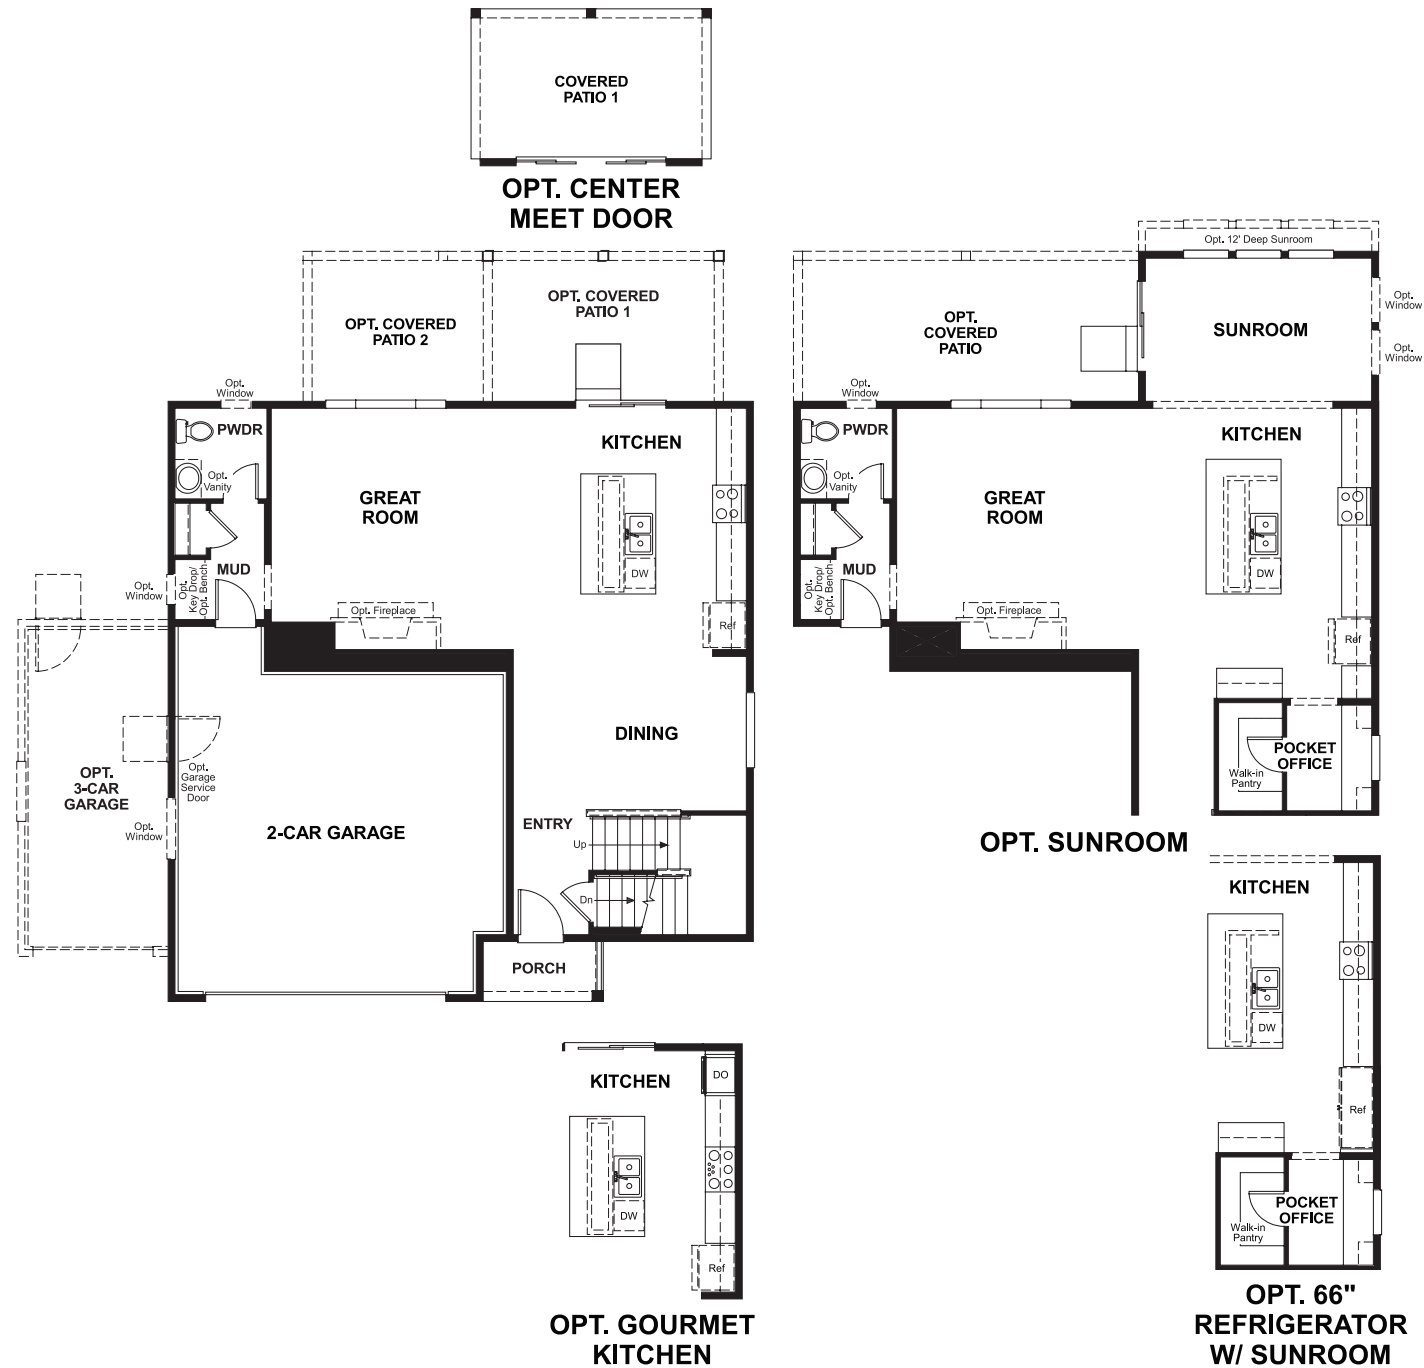 COVERED
PATIO 1
OPT. CENTER
MEET DOOR
OPT. COVERED
PATIO 2
OPT. COVERED
PATIO 1
Opt.
Window
PWDR
Opt.
Vanity
KITCHEN
GREAT
ROOM
DW
MUD
Opt.
Key Drop/
Opt. Bench
Opt.
Window
Opt. Fireplace
Ref
DINING
OPT.
3-CAR
GARAGE
Opt.
Garage
Service
Door
Opt.
Window
2-CAR GARAGE
ENTRY
Up
Dn
PORCH
Opt. 12' Deep Sunroom
Opt.
Window
Opt.
Window
SUNROOM
OPT.
COVERED
PATIO
Opt.
Window
PWDR
Opt.
Vanity
KITCHEN
GREAT
ROOM
DW
MUD
Opt.
Key Drop/
Opt. Bench
Opt. Fireplace
Ref
POCKET
OFFICE
Walk-in
Pantry
OPT. SUNROOM
KITCHEN
DO
DW
Ref
OPT. GOURMET
KITCHEN
KITCHEN
DW
Ref
POCKET
OFFICE
Walk-in
Pantry
OPT. 66"
REFRIGERATOR
W/ SUNROOM